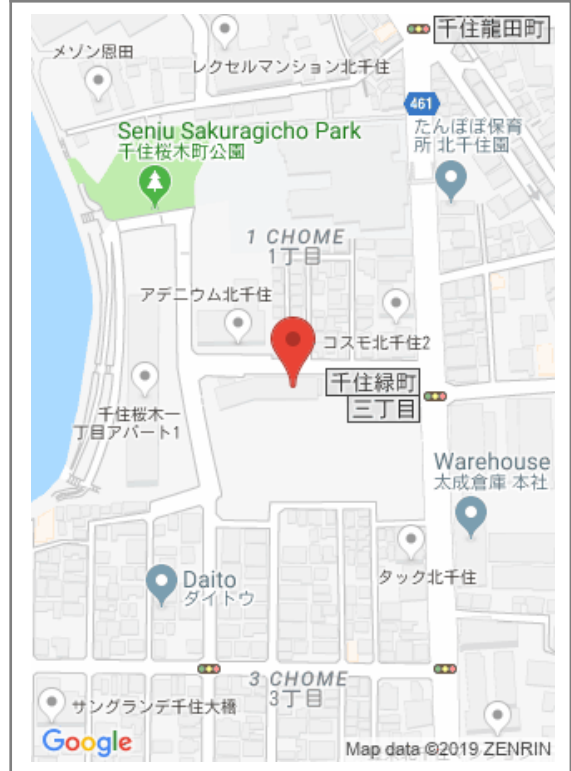 千住龍田町
メゾン恩田
レクセルマンション北千住
461
Senju Sakuragicho Park
千住桜木町公園
たんぽぽ保育
所 北千住園
1 CHOME
1丁目
アデニウム北千住
コスモ北千住2
千住緑町
三丁目
千住桜木一
丁目アパート1
Warehouse
太成倉庫 本社
タック北千住
Daito
ダイトウ
3 CHOME
3丁目
サングランデ千住大橋
Google
Map data ©2019 ZENRIN